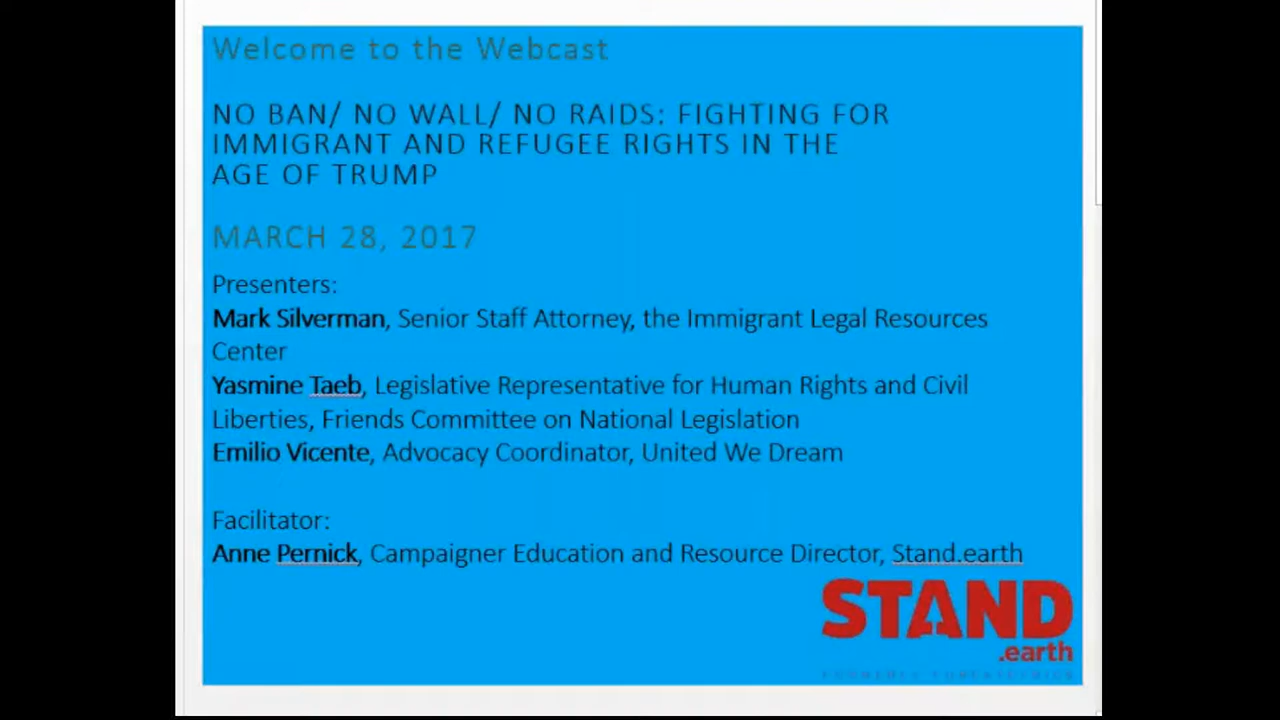 Welcome to the Webcast
NO BAN/ NO WALL/ NO RAIDS: FIGHTING FOR
IMMIGRANT AND REFUGEE RIGHTS IN THE
AGE OF TRUMP
MARCH 28, 2017
Presenters:
Mark Silverman, Senior Staff Attorney, the Immigrant Legal Resources
Center
Yasmine Taeb, Legislative Representative for Human Rights and Civil
Liberties, Friends Committee on National Legislation
Emilio Vicente, Advocacy Coordinator, United We Dream
Facilitator:
Anne Pernick, Campaigner Education and Resource Director, Stand.earth
STAND
.earth